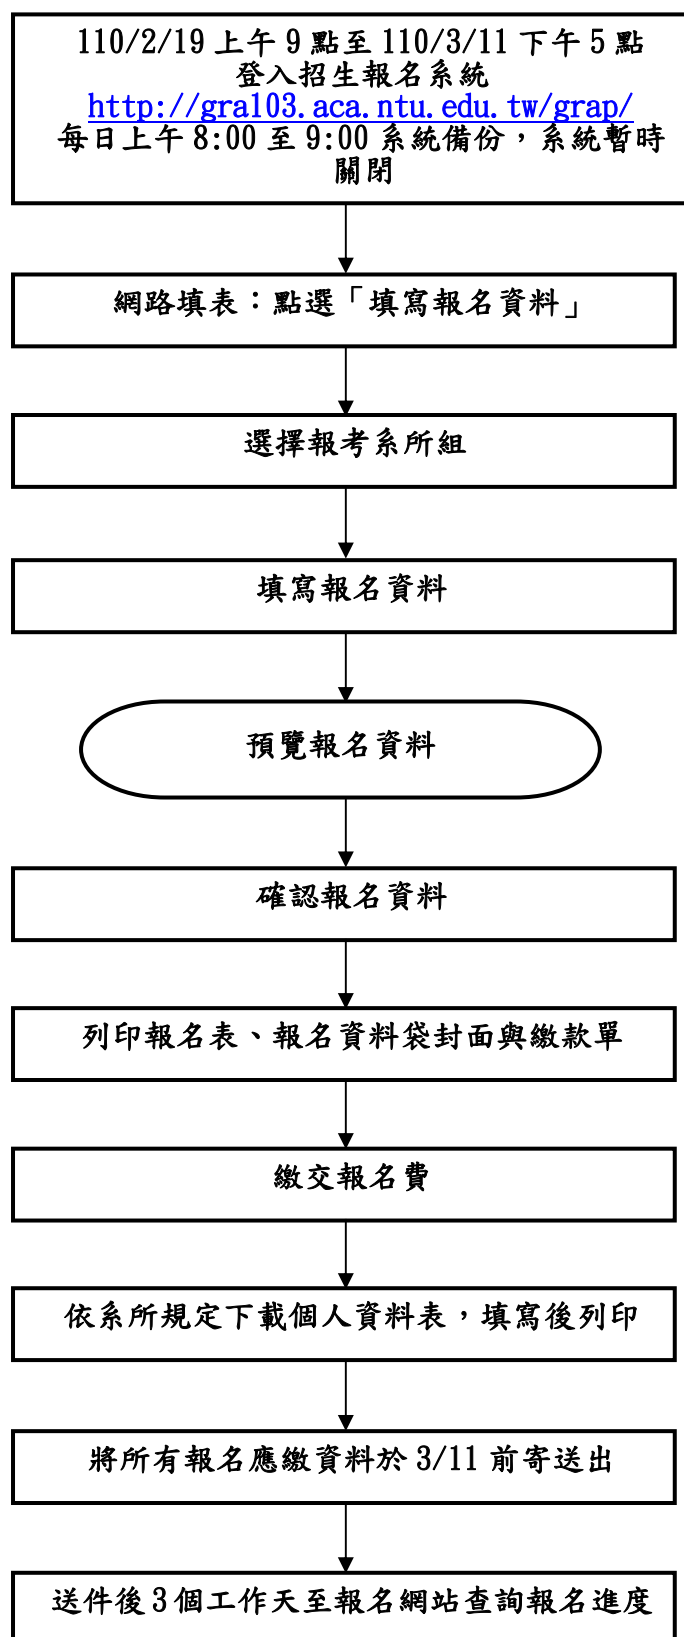 110/2/19 上午 9 點至 110/3/11 下午 5 點
登入招生報名系統
http://gra103.aca.ntu.edu.tw/grap/
每日上午 8:00 至 9:00 系統備份，系統暫時
關閉
網路填表：點選「填寫報名資料」
選擇報考系所組
填寫報名資料
預覽報名資料
確認報名資料
列印報名表、報名資料袋封面與繳款單
繳交報名費
依系所規定下載個人資料表，填寫後列印
將所有報名應繳資料於 3/11 前寄送出
送件後 3 個工作天至報名網站查詢報名進度